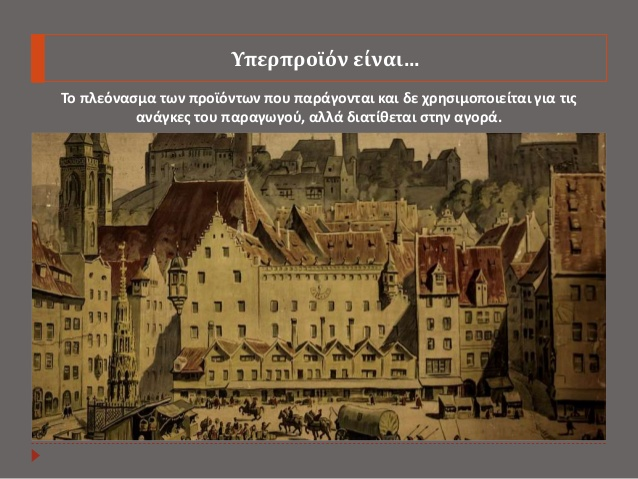 Υπερπροϊόν είναι…
Το πλεόνασμα των προϊόντων που παράγονται και δε χρησιμοποιείται για τις
ανάγκες του παραγωγού, αλλά διατίθεται στην αγορά.